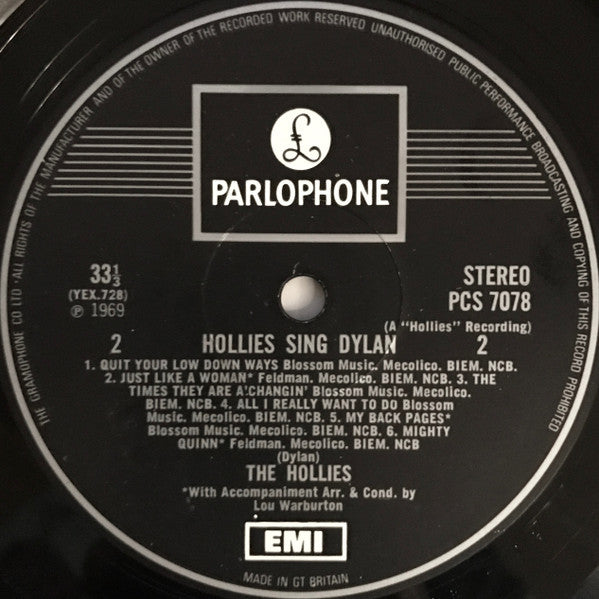 THE GRAMOPHONE CO LTD · ALL RIGHTS OF THE MANUFACTURER AND OF THE OWNER OF THE RECORDED WORK RESERVED UNAUTHORISED PUBLIC PERFORMANCE BROADCASTING AND COPYING OF THIS RECORD PROHIBITED
£
PARLOPHONE
33⅓
(YEX.728)
℗ 1969
STEREO
PCS 7078
(A "Hollies" Recording)
2 HOLLIES SING DYLAN 2
1. QUIT YOUR LOW DOWN WAYS Blossom Music. Mecolico. BIEM. NCB.
2. JUST LIKE A WOMAN* Feldman. Mecolico. BIEM. NCB. 3. THE
TIMES THEY ARE A'CHANGIN' Blossom Music. Mecolico.
BIEM. NCB. 4. ALL I REALLY WANT TO DO Blossom
Music. Mecolico. BIEM. NCB. 5. MY BACK PAGES*
Blossom Music. Mecolico. BIEM. NCB. 6. MIGHTY
QUINN* Feldman. Mecolico. BIEM. NCB
(Dylan)
THE HOLLIES
*With Accompaniment Arr. & Cond. by
Lou Warburton
EMI
MADE IN GT BRITAIN